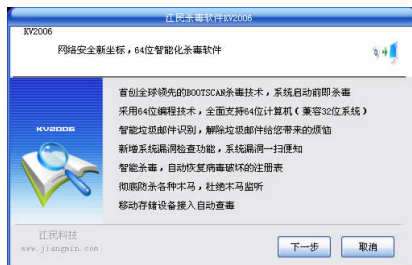 江民杀毒软件KV2006
KV2006
网络安全新坐标，64位智能化杀毒软件
首创全球领先的BOOTSCAN杀毒技术，系统启动前即杀毒
采用64位编程技术，全面支持64位计算机（兼容32位系统）
智能垃圾邮件识别，解除垃圾邮件给您带来的烦恼
新增系统漏洞检查功能，系统漏洞一扫便知
智能杀毒，自动恢复病毒破坏的注册表
彻底防杀各种木马，杜绝木马监听
移动存储设备接入自动查毒
KV2006
江民科技
www.jiangmin.com
下一步
取消